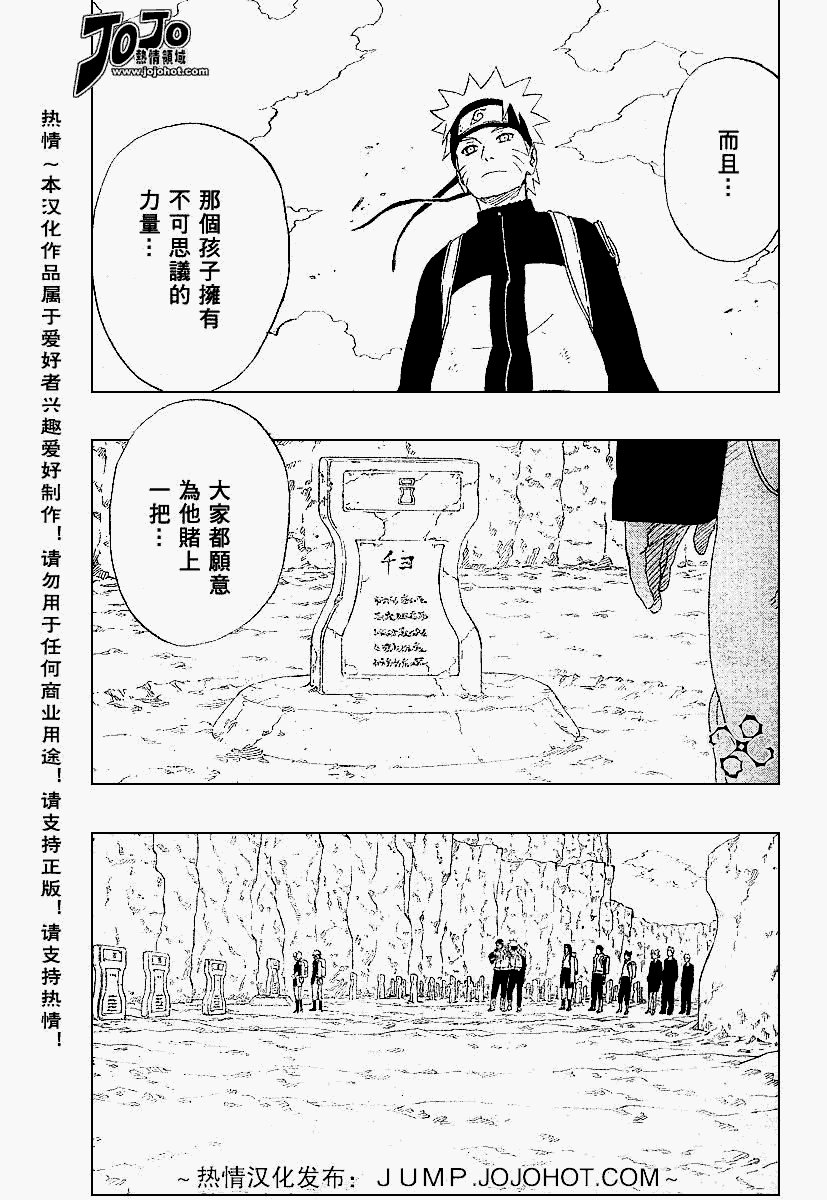 JOJO
熱情領域
www.jojohot.com
热情~本汉化作品属于爱好者兴趣爱好制作！请勿用于任何商业用途！请支持正版！请支持热情！
而且…
那個孩子擁有
不可思議的
力量…
大家都願意
為他賭上
一把…
チヨ
~热情汉化发布：JUMP.JOJOHOT.COM~